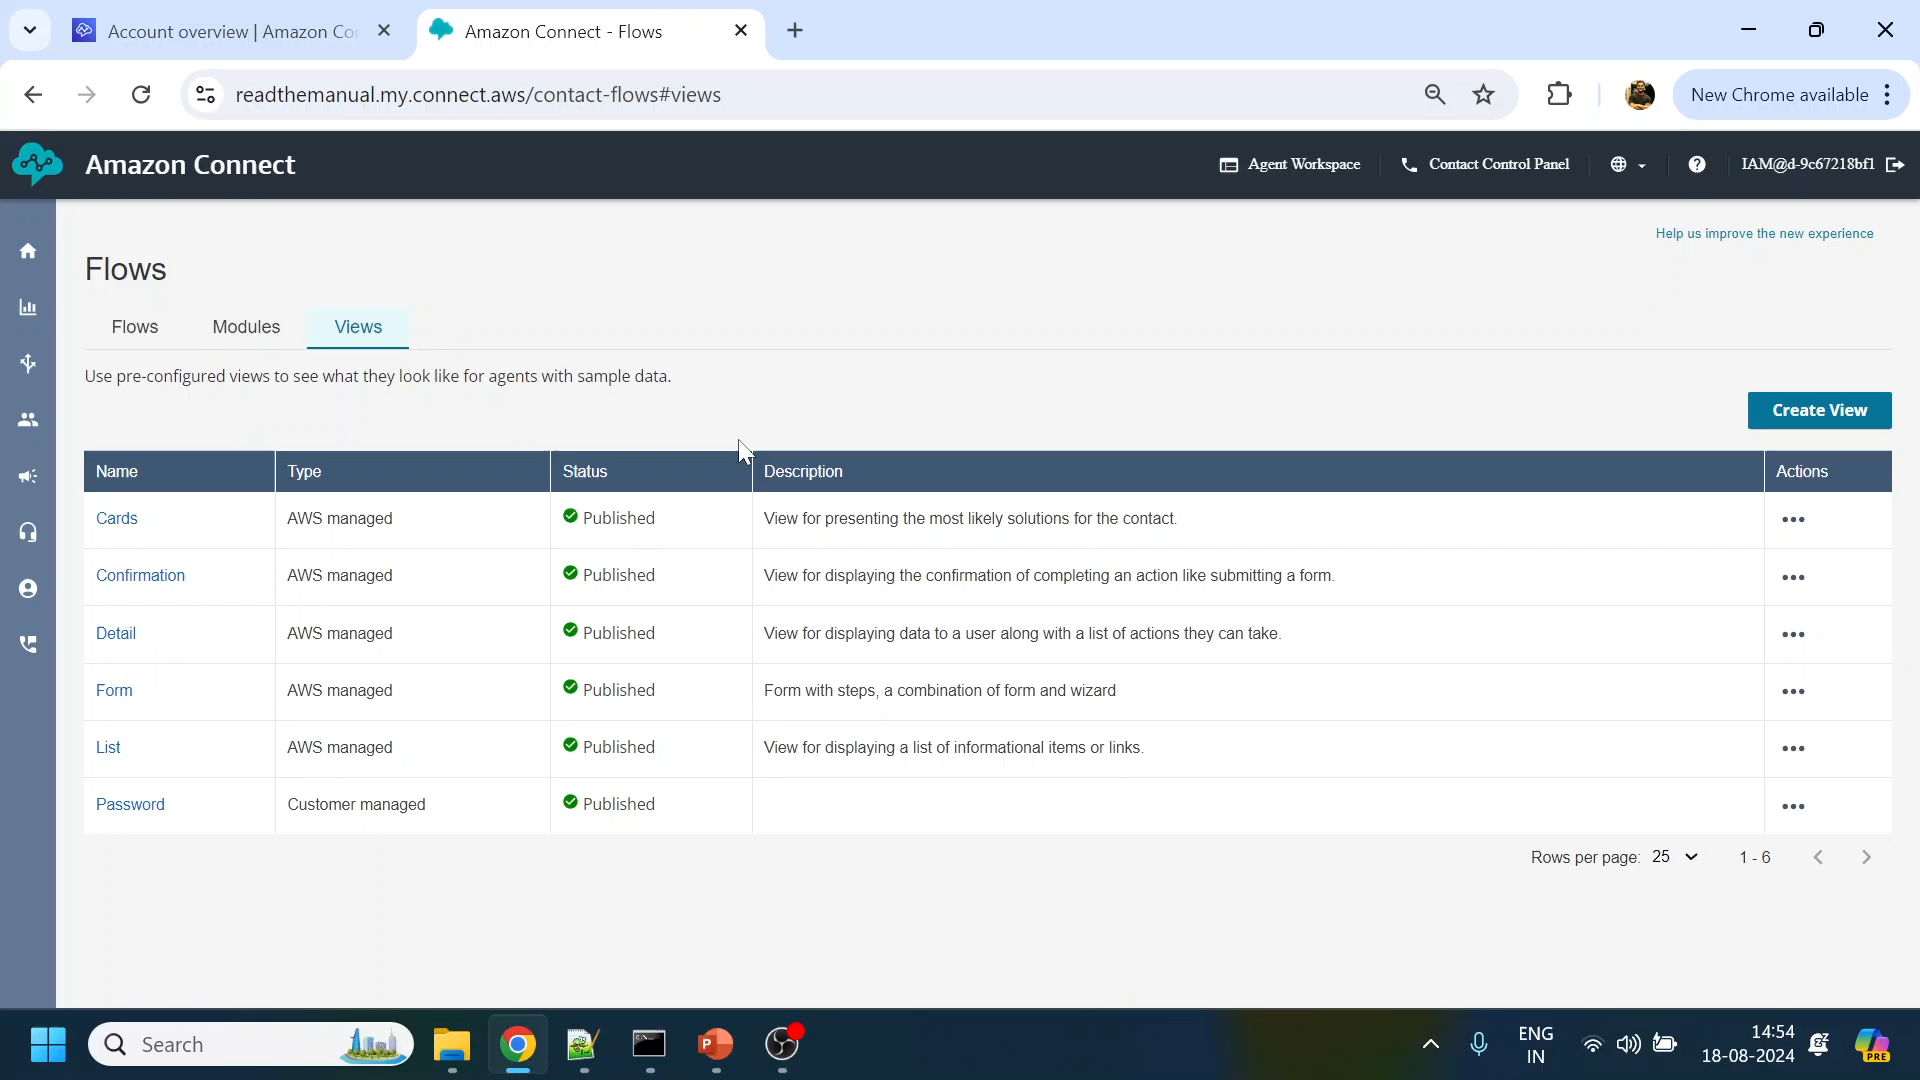 Account overview | Amazon Co
Amazon Connect - Flows
readthemanual.my.connect.aws/contact-flows#views
New Chrome available
Amazon Connect
Agent Workspace
Contact Control Panel
IAM@d-9c67218bf1
Help us improve the new experience
Flows
Flows Modules Views
Use pre-configured views to see what they look like for agents with sample data.
Create View
Name Type Status Description Actions
Cards AWS managed Published View for presenting the most likely solutions for the contact.
Confirmation AWS managed Published View for displaying the confirmation of completing an action like submitting a form.
Detail AWS managed Published View for displaying data to a user along with a list of actions they can take.
Form AWS managed Published Form with steps, a combination of form and wizard
List AWS managed Published View for displaying a list of informational items or links.
Password Customer managed Published
Rows per page: 25 1 - 6
Search
ENG
IN
14:54
18-08-2024
PRE